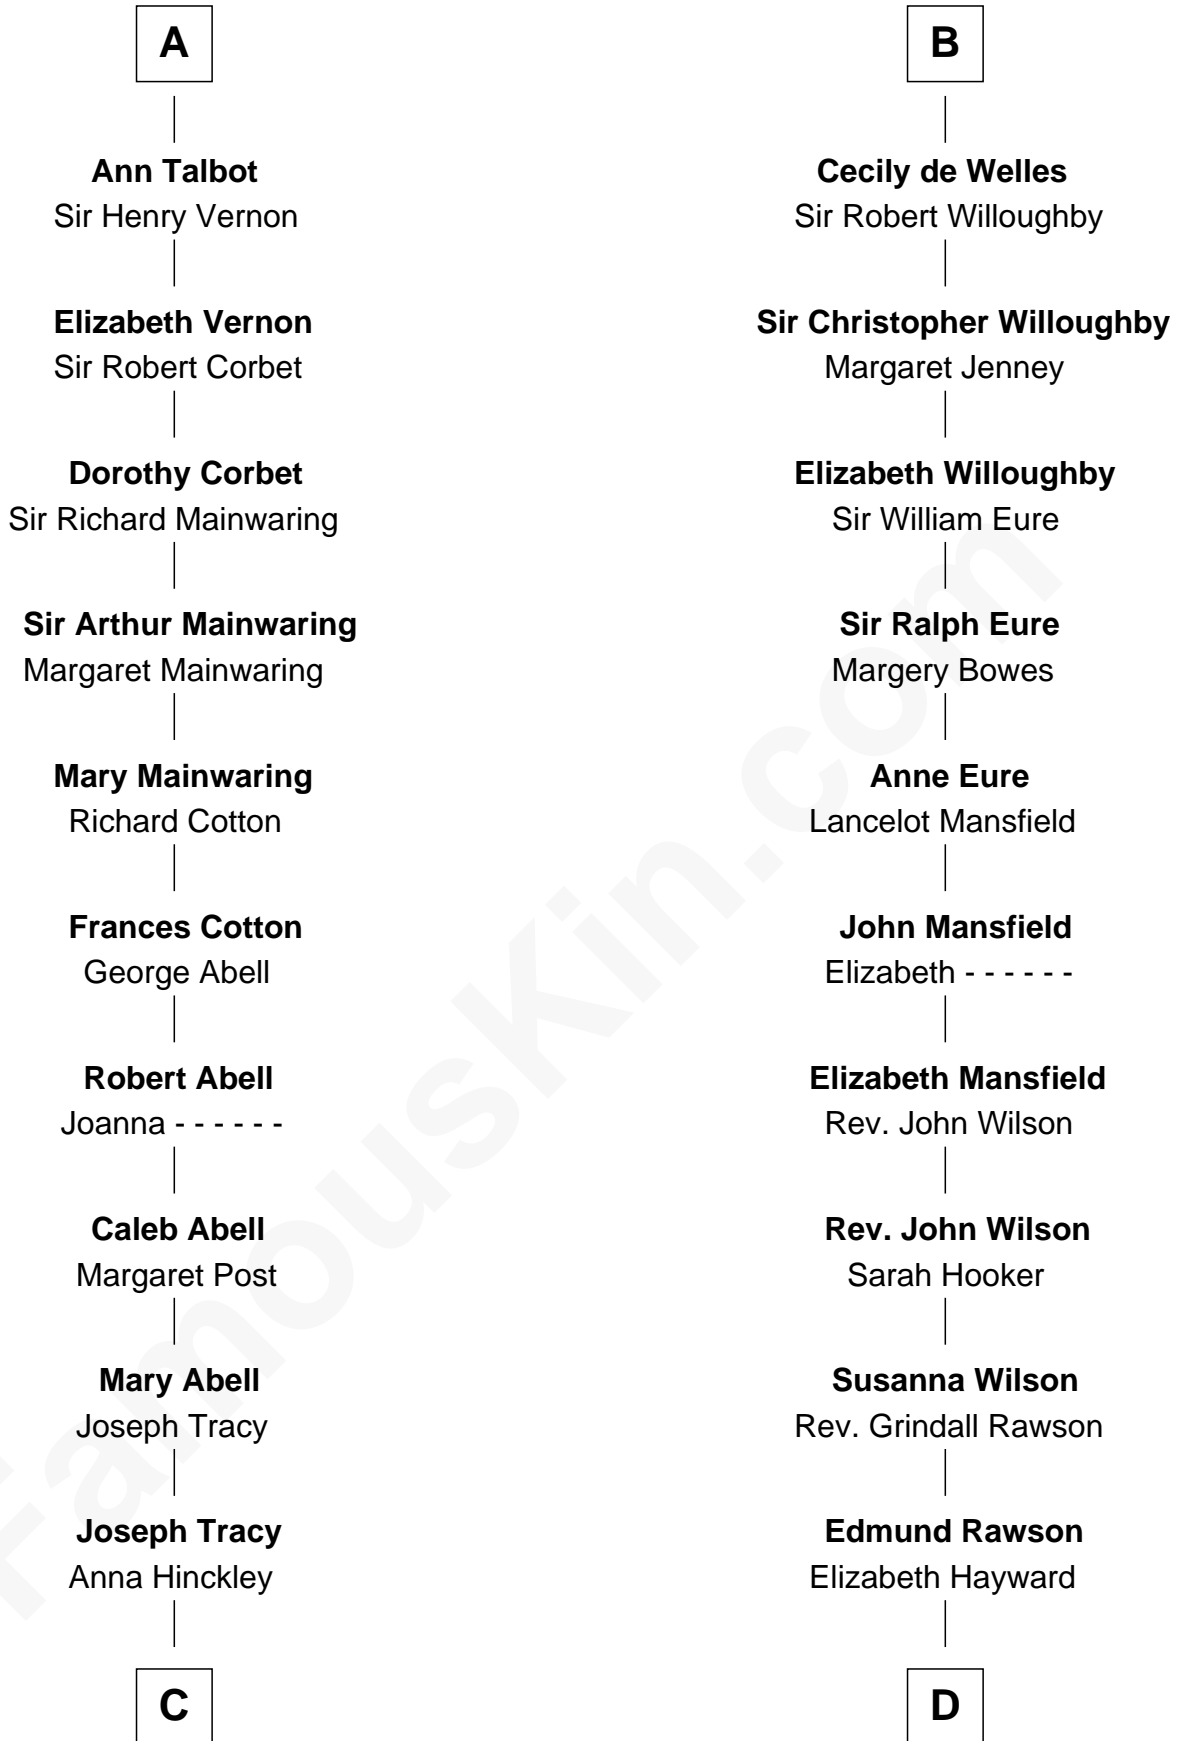 A
Ann Talbot
Sir Henry Vernon
Elizabeth Vernon
Sir Robert Corbet
Dorothy Corbet
Sir Richard Mainwaring
Sir Arthur Mainwaring
Margaret Mainwaring
Mary Mainwaring
Richard Cotton
Frances Cotton
George Abell
Robert Abell
Joanna - - - - - -
Caleb Abell
Margaret Post
Mary Abell
Joseph Tracy
Joseph Tracy
Anna Hinckley
C
B
Cecily de Welles
Sir Robert Willoughby
Sir Christopher Willoughby
Margaret Jenney
Elizabeth Willoughby
Sir William Eure
Sir Ralph Eure
Margery Bowes
Anne Eure
Lancelot Mansfield
John Mansfield
Elizabeth - - - - - -
Elizabeth Mansfield
Rev. John Wilson
Rev. John Wilson
Sarah Hooker
Susanna Wilson
Rev. Grindall Rawson
Edmund Rawson
Elizabeth Hayward
D
FamousKin.com